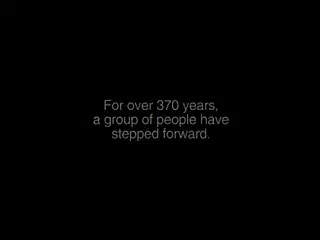 For over 370 years,
a group of people have
stepped forward.